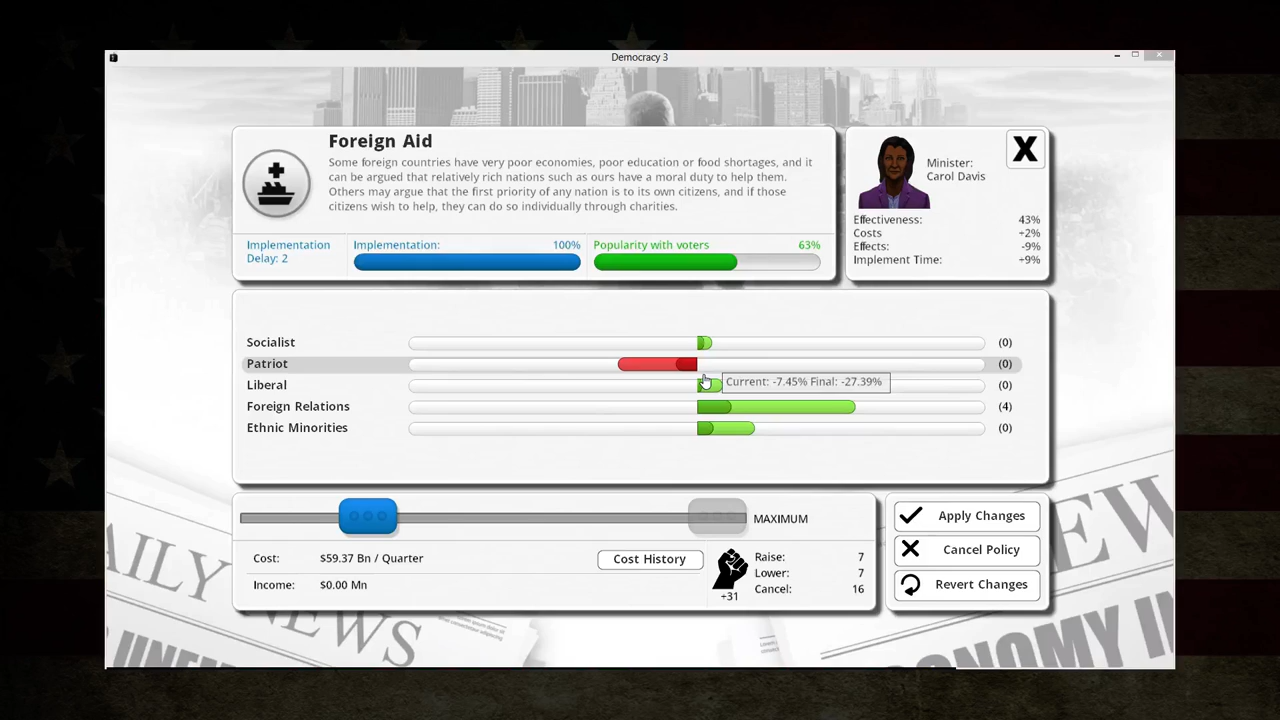 Democracy 3
Foreign Aid
Some foreign countries have very poor economies, poor education or food shortages, and it
can be argued that relatively rich nations such as ours have a moral duty to help them.
Others may argue that the first priority of any nation is to its own citizens, and if those
citizens wish to help, they can do so individually through charities.
Implementation
Delay: 2
Implementation: 100%
Popularity with voters 63%
X
Minister:
Carol Davis
Effectiveness: 43%
Costs +2%
Effects: -9%
Implement Time: +9%
Socialist (0)
Patriot (0)
Current: -7.45% Final: -27.39%
Liberal (0)
Foreign Relations (4)
Ethnic Minorities (0)
MAXIMUM
Cost: $59.37 Bn / Quarter
Cost History
Income: $0.00 Mn
+31
Raise: 7
Lower: 7
Cancel: 16
Apply Changes
Cancel Policy
Revert Changes
DAILY NEWS
NEW